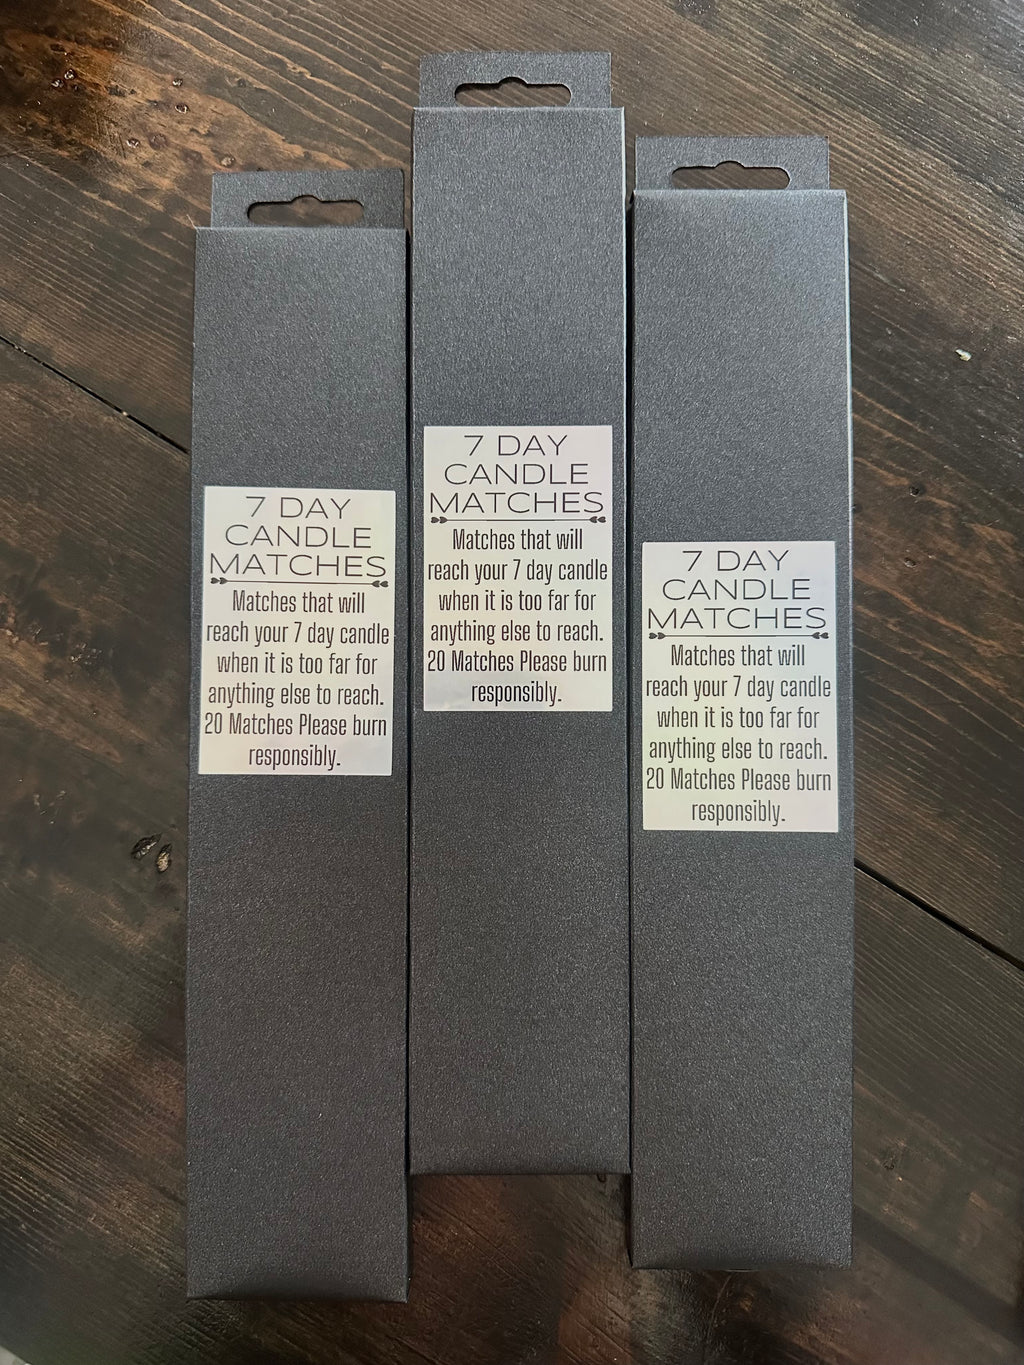 7 DAY
CANDLE
MATCHES
Matches that will
reach your 7 day candle
when it is too far for
anything else to reach.
20 Matches Please burn
responsibly.
7 DAY
CANDLE
MATCHES
Matches that will
reach your 7 day candle
when it is too far for
anything else to reach.
20 Matches Please burn
responsibly.
7 DAY
CANDLE
MATCHES
Matches that will
reach your 7 day candle
when it is too far for
anything else to reach.
20 Matches Please burn
responsibly.